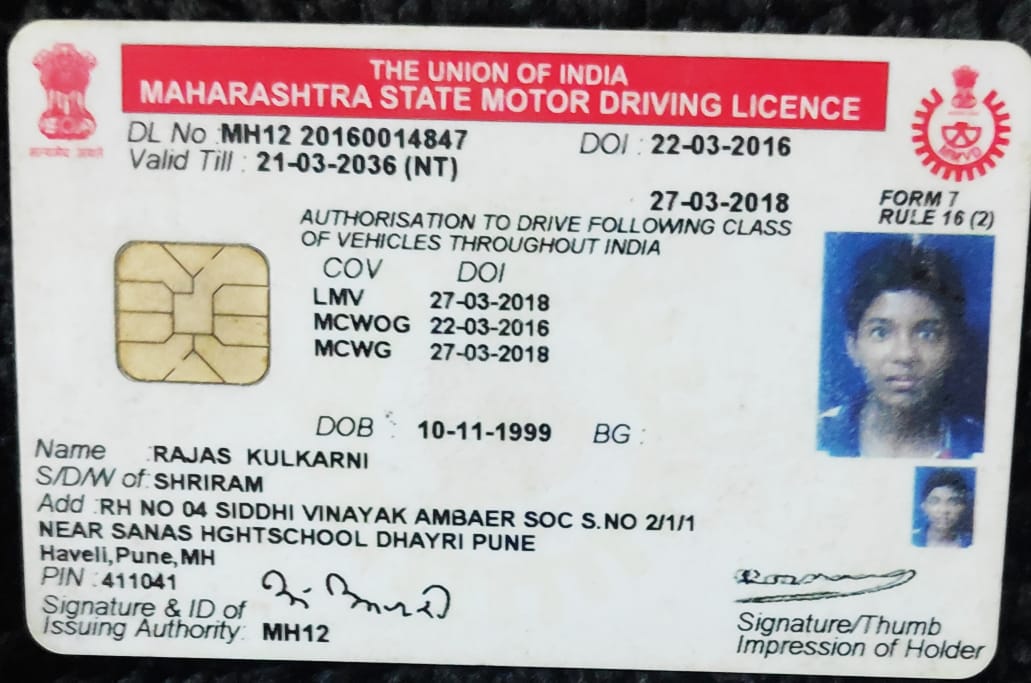 THE UNION OF INDIA
MAHARASHTRA STATE MOTOR DRIVING LICENCE
DL No : MH12 20160014847 DOI : 22-03-2016
Valid Till : 21-03-2036 (NT)
27-03-2018
FORM 7
RULE 16 (2)
AUTHORISATION TO DRIVE FOLLOWING CLASS
OF VEHICLES THROUGHOUT INDIA
COV DOI
LMV 27-03-2018
MCWOG 22-03-2016
MCWG 27-03-2018
DOB : 10-11-1999 BG :
Name : RAJAS KULKARNI
S/D/W of : SHRIRAM
Add : RH NO 04 SIDDHI VINAYAK AMBAER SOC S.NO 2/1/1
NEAR SANAS HGHTSCHOOL DHAYRI PUNE
Haveli,Pune,MH
PIN : 411041
Signature & ID of
Issuing Authority: MH12
Signature/Thumb
Impression of Holder